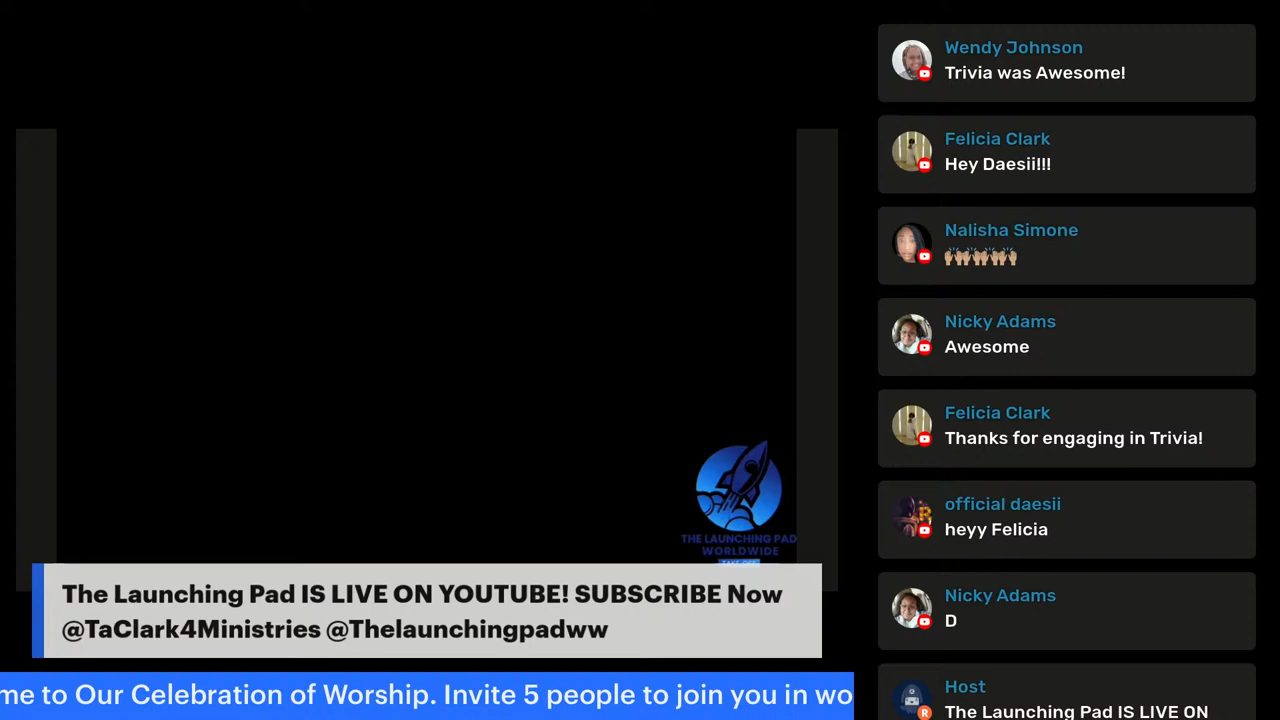 THE LAUNCHING PAD
WORLDWIDE
TAKE OFF
The Launching Pad IS LIVE ON YOUTUBE! SUBSCRIBE Now
@TaClark4Ministries @Thelaunchingpadww
me to Our Celebration of Worship. Invite 5 people to join you in wo
Wendy Johnson
Trivia was Awesome!
Felicia Clark
Hey Daesii!!!
Nalisha Simone
🙌🏽🙌🏽🙌🏽🙌🏽🙌🏽
Nicky Adams
Awesome
Felicia Clark
Thanks for engaging in Trivia!
official daesii
heyy Felicia
Nicky Adams
D
Host
The Launching Pad IS LIVE ON